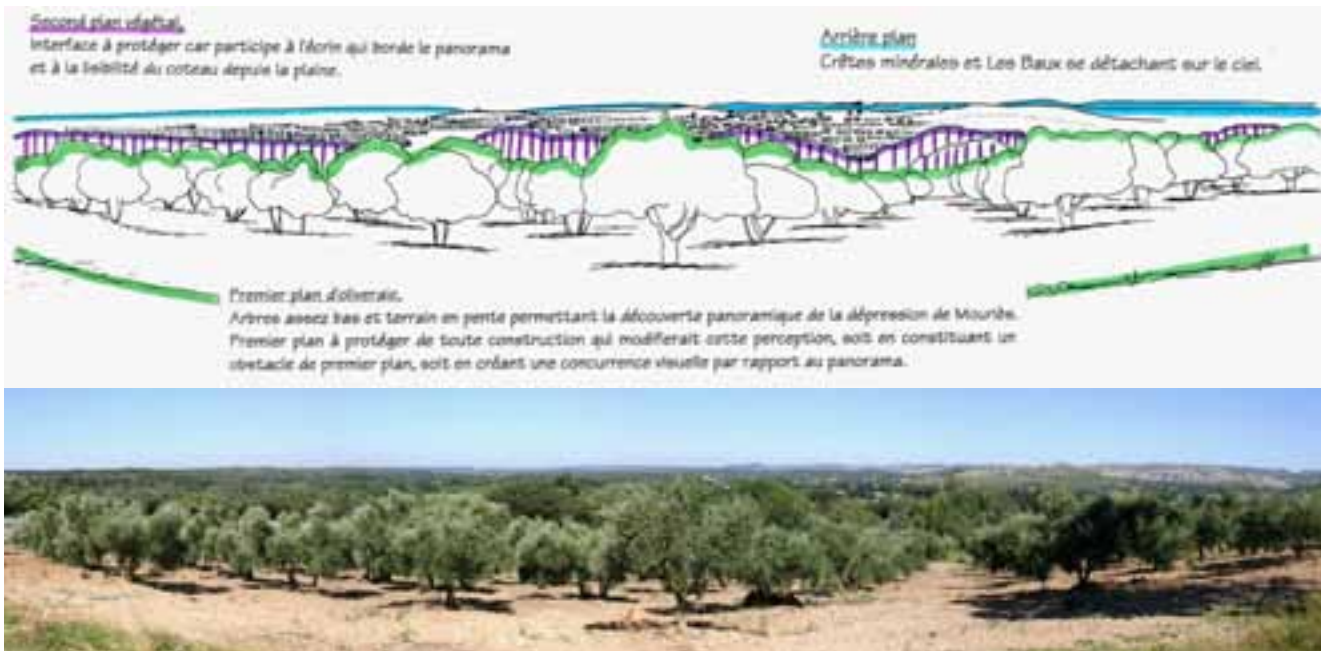 Second plan végétal.
Interface à protéger car participe à l'écrin qui borde le panorama
et à la lisibilité du coteau depuis la plaine.
Arrière plan
Crêtes minérales et Les Baux se détachant sur le ciel.
Premier plan d'oliveraie.
Arbres assez bas et terrain en pente permettant la découverte panoramique de la dépression de Mouriès.
Premier plan à protéger de toute construction qui modifierait cette perception, soit en constituant un
obstacle de premier plan, soit en créant une concurrence visuelle par rapport au panorama.